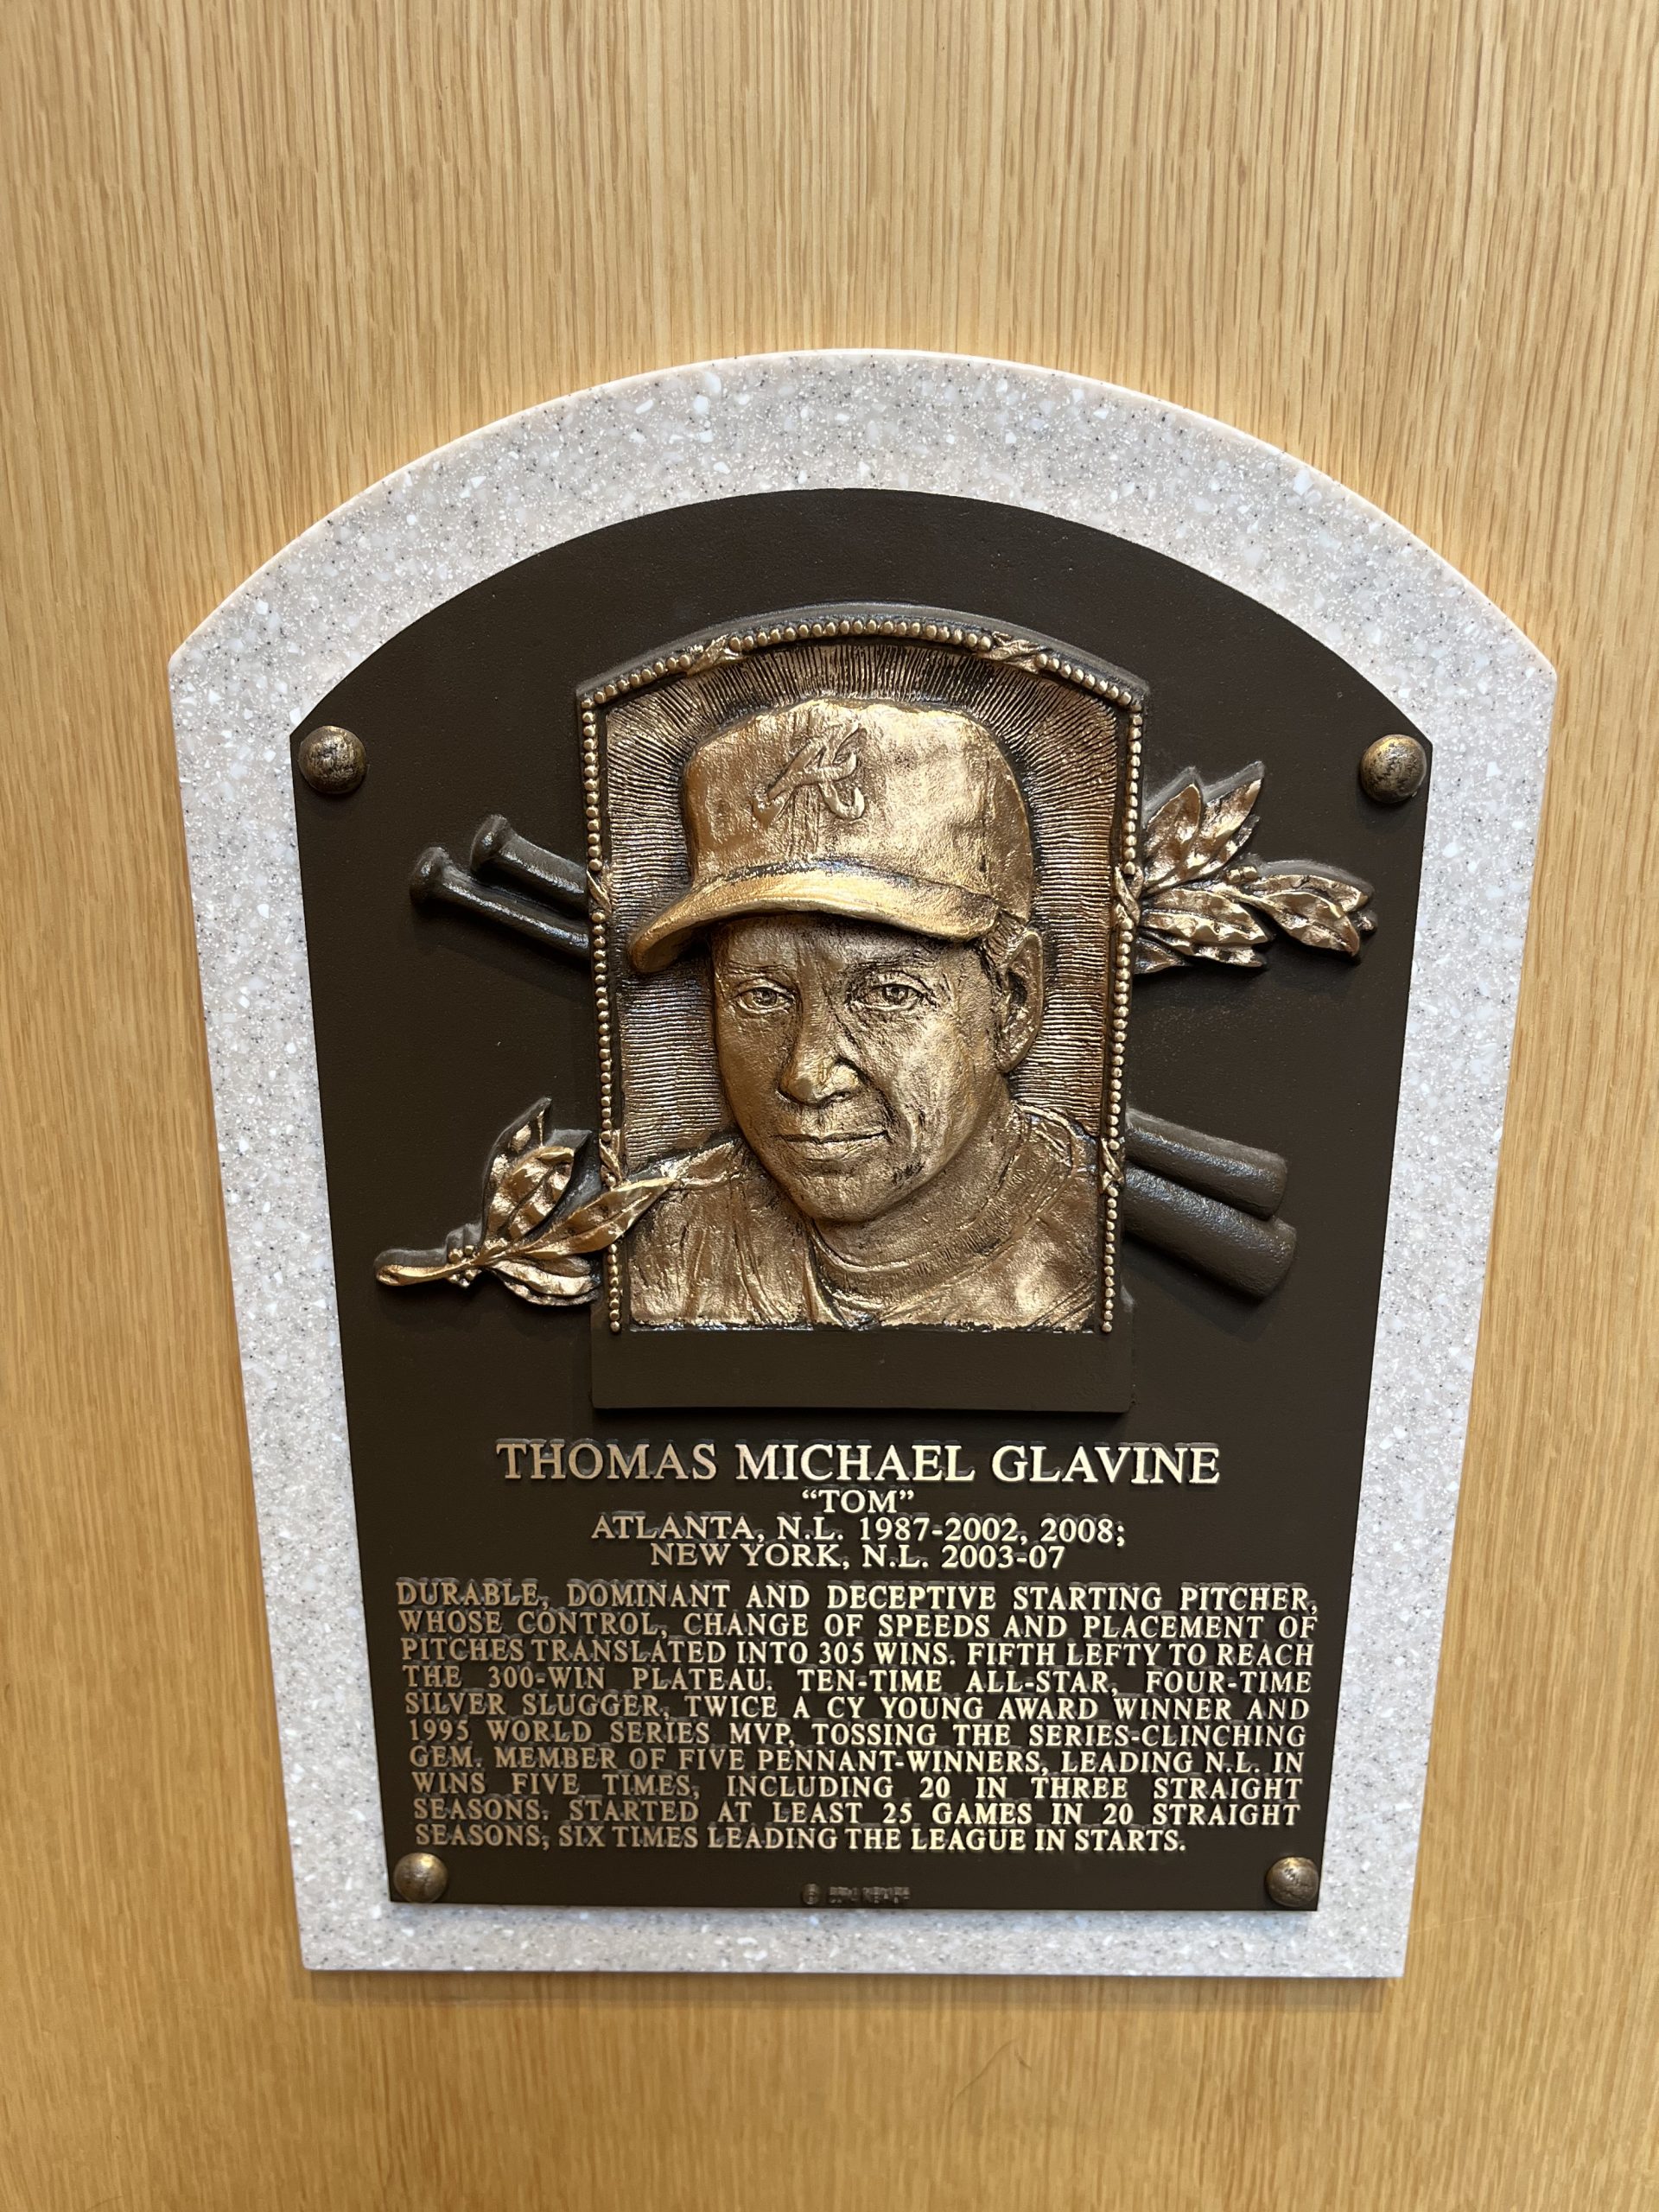 A
THOMAS MICHAEL GLAVINE
“TOM”
ATLANTA, N.L. 1987-2002, 2008;
NEW YORK, N.L. 2003-07
DURABLE, DOMINANT AND DECEPTIVE STARTING PITCHER,
WHOSE CONTROL, CHANGE OF SPEEDS AND PLACEMENT OF
PITCHES TRANSLATED INTO 305 WINS. FIFTH LEFTY TO REACH
THE 300-WIN PLATEAU. TEN-TIME ALL-STAR, FOUR-TIME
SILVER SLUGGER, TWICE A CY YOUNG AWARD WINNER AND
1995 WORLD SERIES MVP, TOSSING THE SERIES-CLINCHING
GEM. MEMBER OF FIVE PENNANT-WINNERS, LEADING N.L. IN
WINS FIVE TIMES, INCLUDING 20 IN THREE STRAIGHT
SEASONS. STARTED AT LEAST 25 GAMES IN 20 STRAIGHT
SEASONS, SIX TIMES LEADING THE LEAGUE IN STARTS.